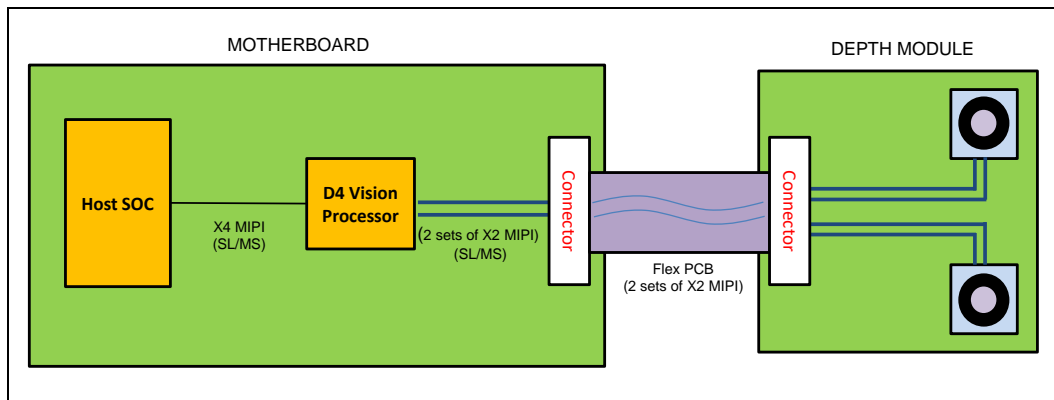 MOTHERBOARD
DEPTH MODULE
Host SOC
X4 MIPI
(SL/MS)
D4 Vision
Processor
(2 sets of X2 MIPI)
(SL/MS)
Connector
Flex PCB
(2 sets of X2 MIPI)
Connector